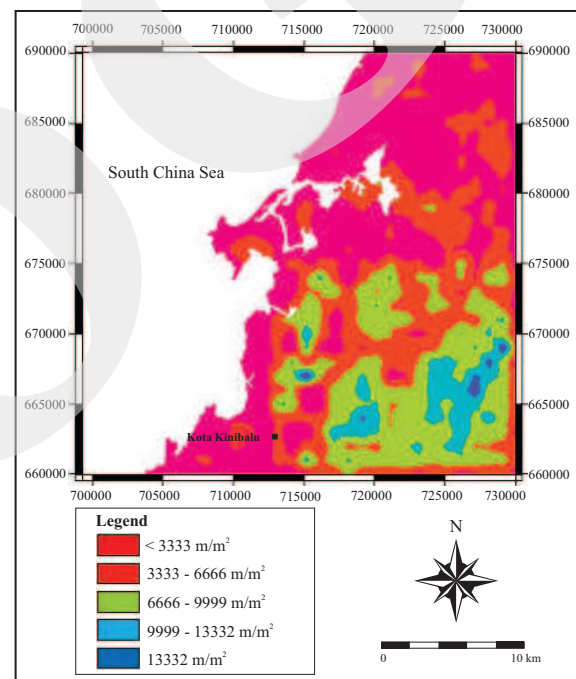 700000 705000 710000 715000 720000 725000 730000
690000 690000
685000 685000
South China Sea
680000 680000
675000 675000
670000 670000
665000 665000
Kota Kinibalu
660000 660000
700000 705000 710000 715000 720000 725000 730000
Legend
< 3333 m/m²
3333 - 6666 m/m²
6666 - 9999 m/m²
9999 - 13332 m/m²
13332 m/m²
N
0 10 km